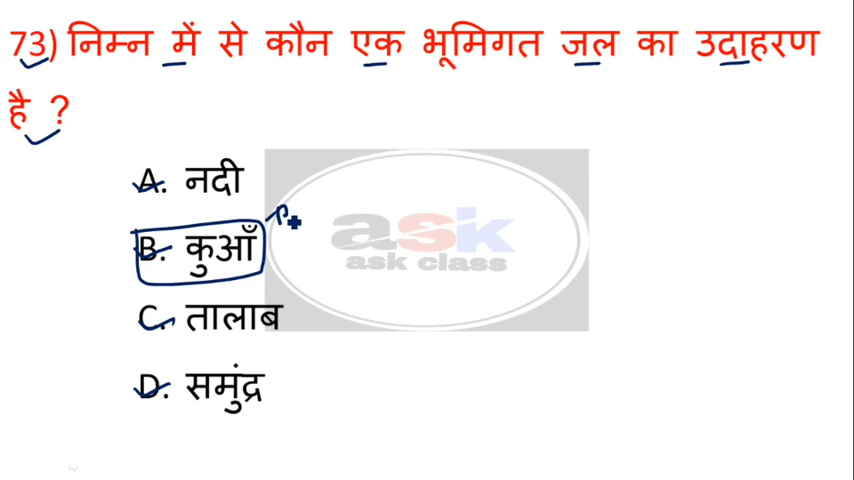 73) निम्न में से कौन एक भूमिगत जल का उदाहरण
है ?
A. नदी
B. कुआँ
C. तालाब
D. समुंद्र
ask
ask class